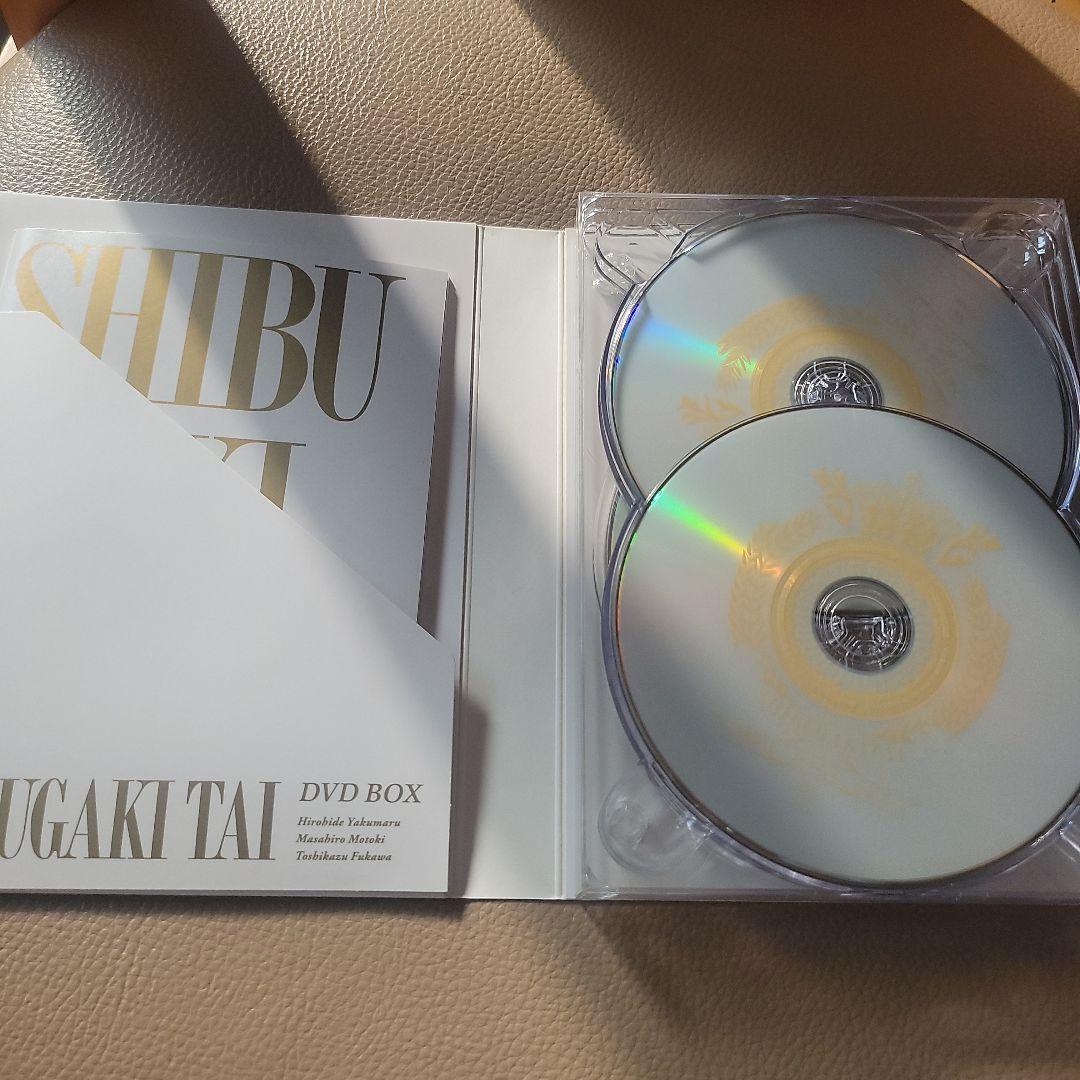 SHIBU
UGAKI TAI
DVD BOX
Hirohide Yakumaru
Masahiro Motoki
Toshikazu Fukawa